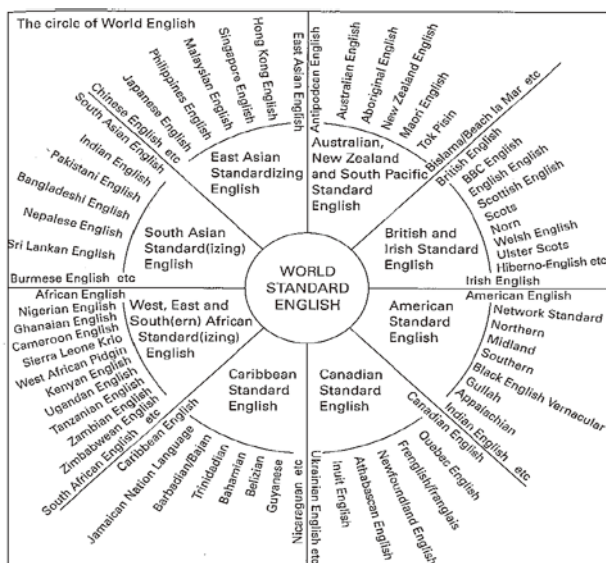 The circle of World English
WORLD
STANDARD
ENGLISH
East Asian
Standardizing
English
East Asian English
Hong Kong English
Singapore English
Malaysian English
Philippines English
Japanese English
Chinese English etc
Australian,
New Zealand
and South Pacific
Standard
English
Antipodean English
Australian English
Aboriginal English
New Zealand English
Maori English
Tok Pisin
Bislama/Beach la Mar etc
British and
Irish Standard
English
British English
BBC English
English English
Scottish English
Scots
Norn
Welsh English
Ulster Scots
Hiberno-English etc
Irish English
American
Standard
English
American English
Network Standard
Northern
Midland
Southern
Black English Vernacular
Gullah
Appalachian
Indian English etc
Canadian
Standard
English
Canadian English
Quebec English
Frenglish/franglais
Newfoundland English
Athabascan English
Inuit English
Ukrainian English etc
Caribbean
Standard
English
Caribbean English
Jamaican Nation Language
Barbadian/Bajan
Trinidadian
Bahamian
Belizian
Guyanese
Nicaraguan etc
West, East and
South(ern) African
Standard(izing)
English
African English
Nigerian English
Ghanaian English
Cameroon English
Sierra Leone Krio
West African Pidgin
Kenyan English
Ugandan English
Tanzanian English
Zambian English
Zimbabwean English
South African English etc
South Asian
Standard(izing)
English
South Asian English
Indian English
Pakistani English
Bangladeshi English
Nepalese English
Sri Lankan English
Burmese English etc